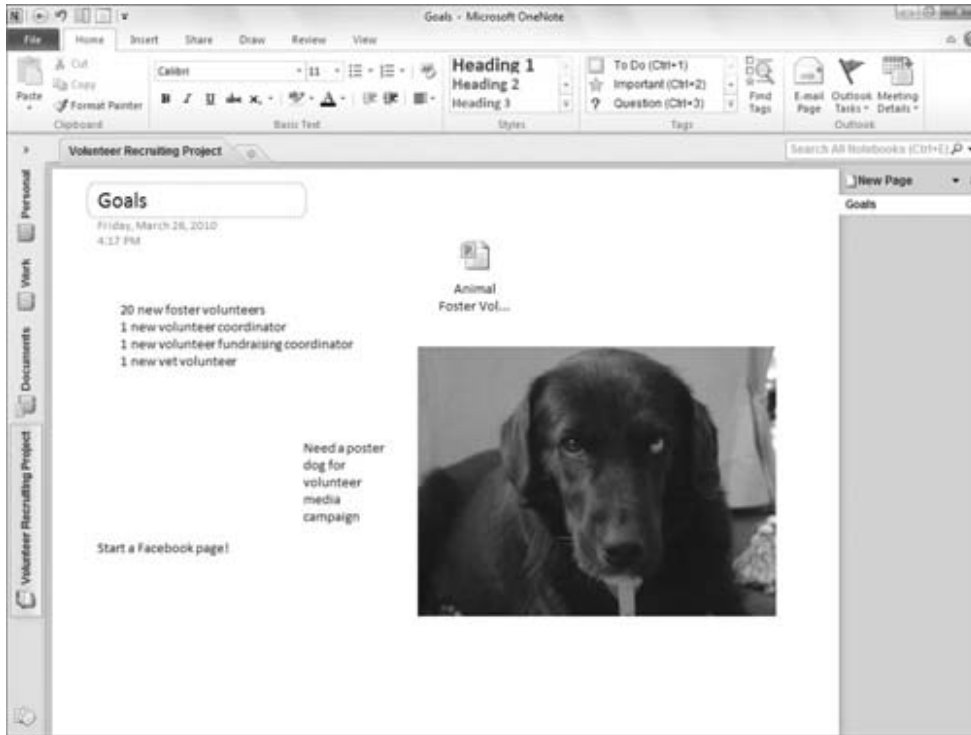 Goals - Microsoft OneNote
File Home Insert Share Draw Review View
Cut
Copy
Format Painter
Paste
Clipboard
Calibri 11
B I U abc
Basic Text
Heading 1
Heading 2
Heading 3
Styles
To Do (Ctrl+1)
Important (Ctrl+2)
? Question (Ctrl+3)
Find
Tags
Tags
E-mail
Page
Outlook
Tasks
Meeting
Details
Outlook
Volunteer Recruiting Project
Search All Notebooks (Ctrl+E)
Personal
Work
Documents
Volunteer Recruiting Project
New Page
Goals
Goals
Friday, March 26, 2010
4:17 PM
Animal
Foster Vol...
20 new foster volunteers
1 new volunteer coordinator
1 new volunteer fundraising coordinator
1 new vet volunteer
Need a poster
dog for
volunteer
media
campaign
Start a Facebook page!